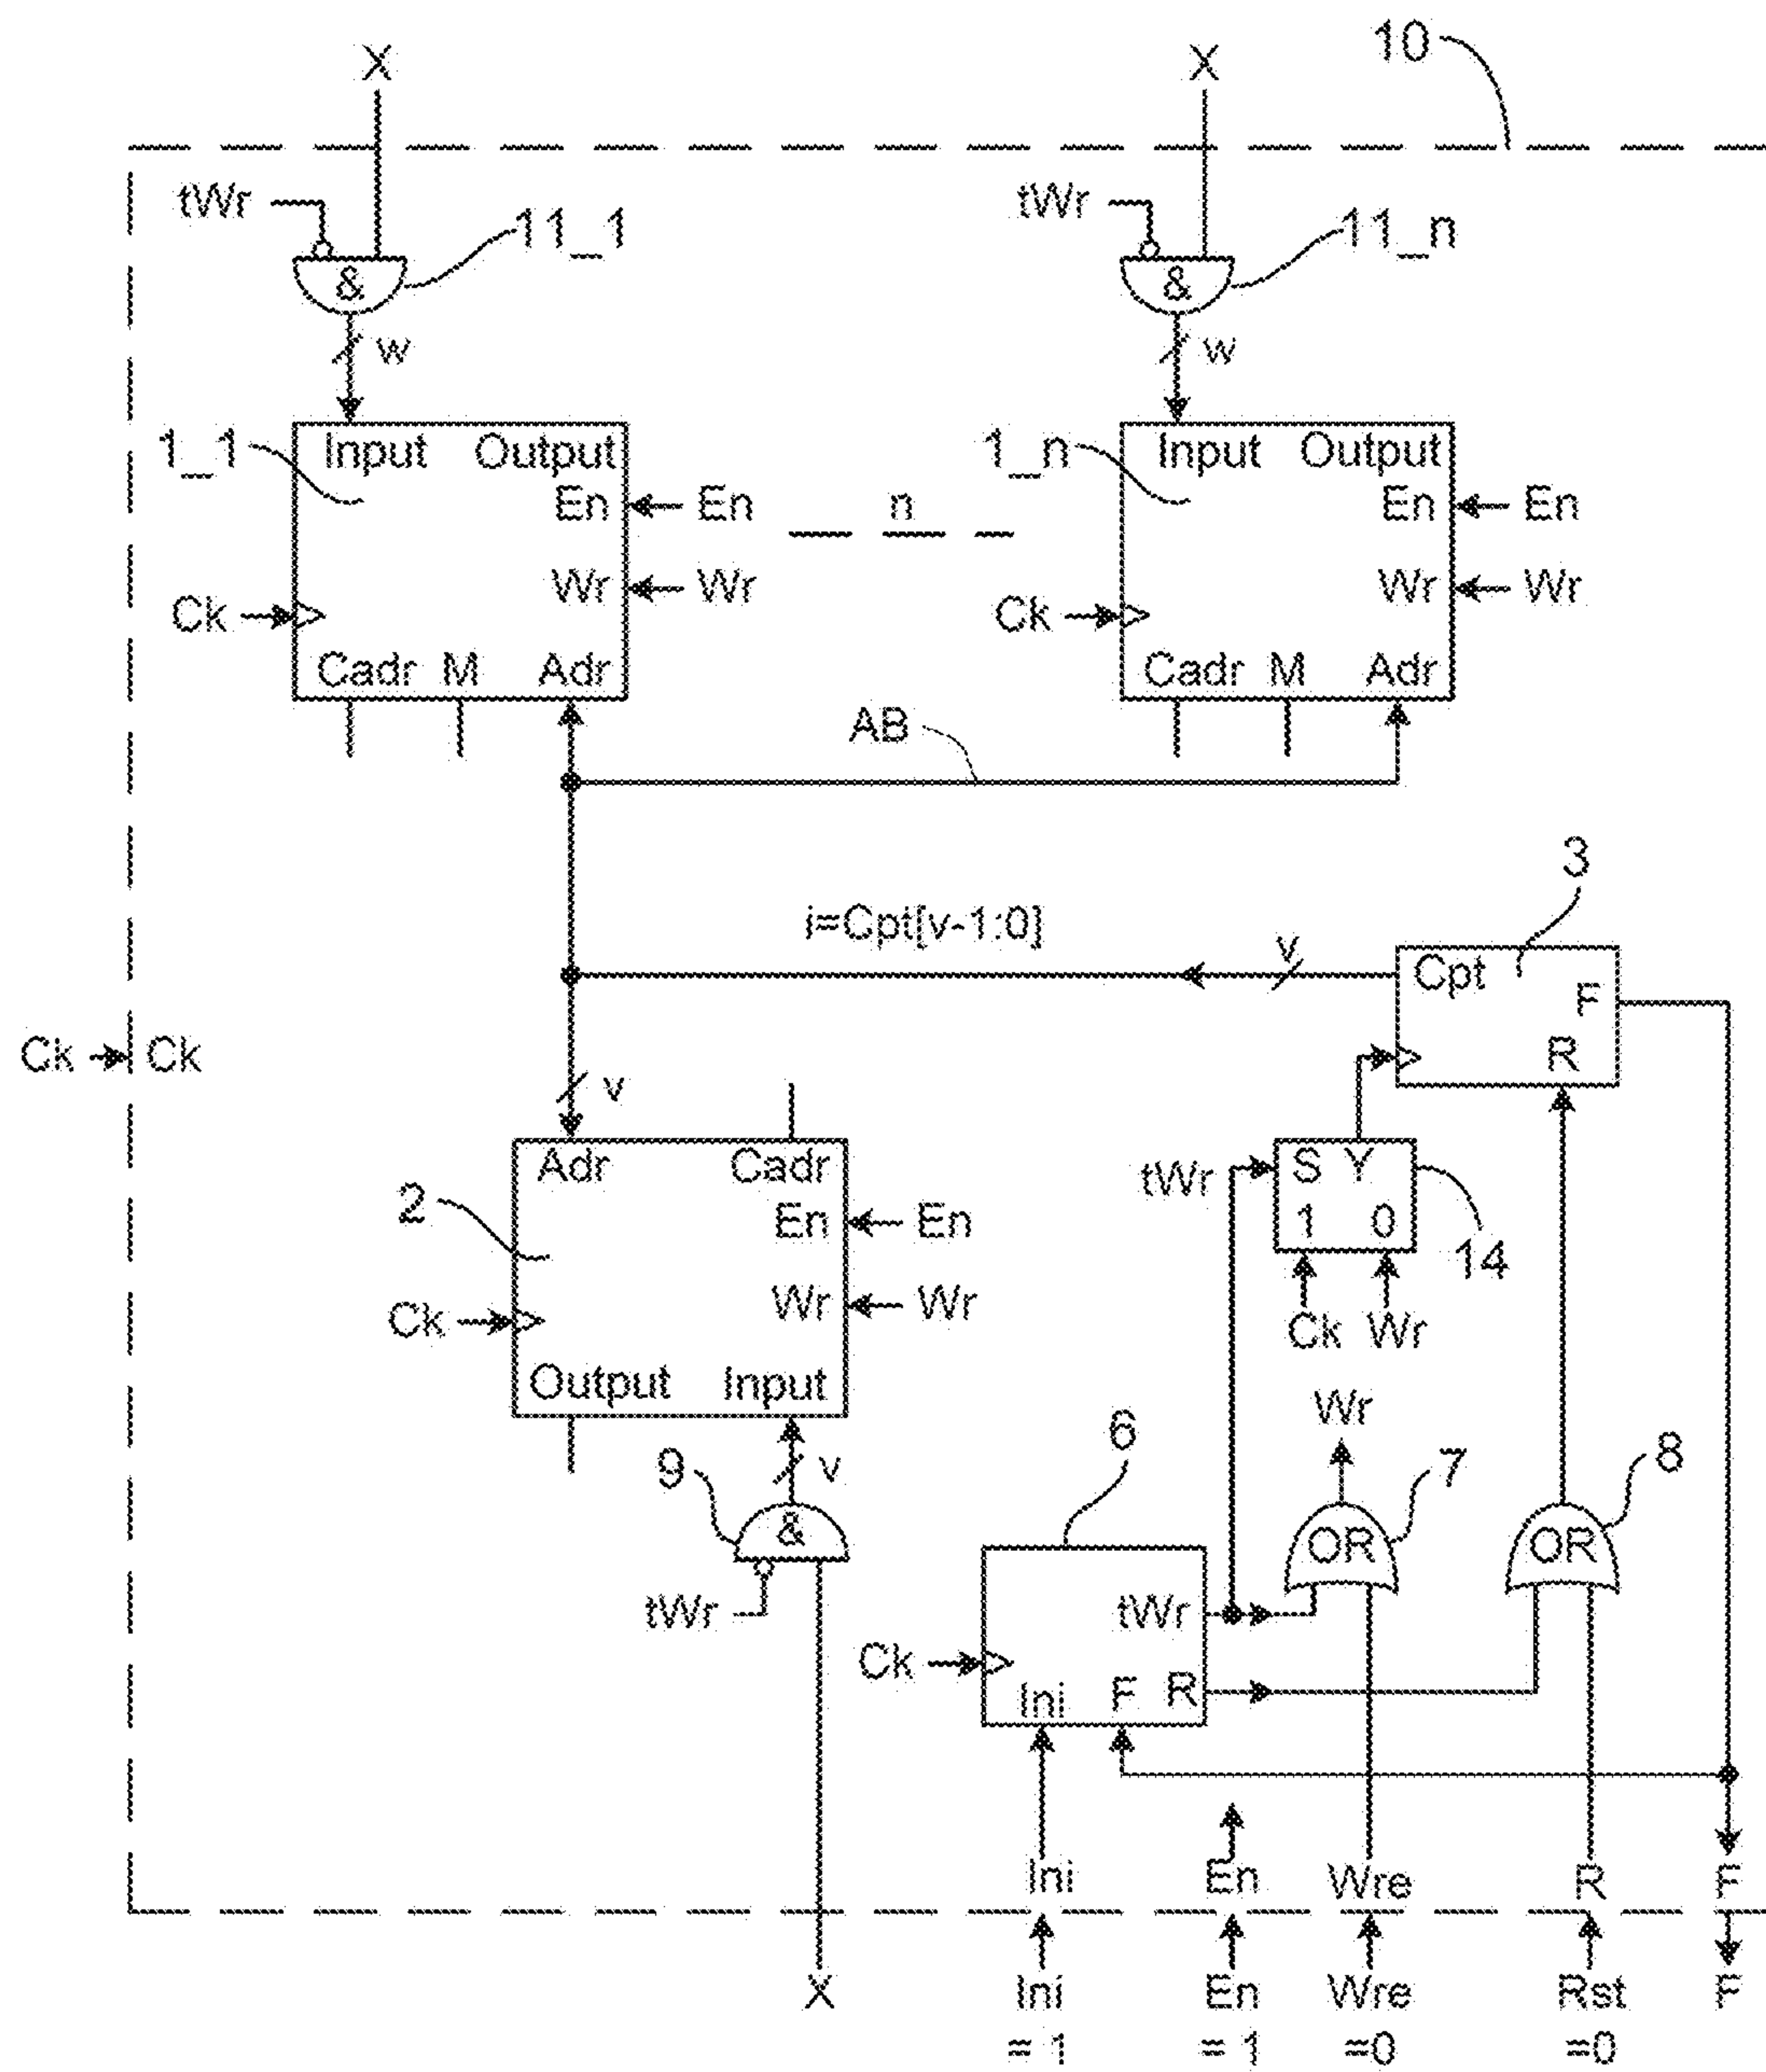 10
X X
tWr 11_1 tWr 11_n
& &
w w
1_1 Input Output 1_n Input Output
En En n En En
Wr Wr Wr Wr
Ck Ck
Cadr M Adr Cadr M Adr
AB
3
i=Cpt[v-1:0] v
Cpt F
R
Ck Ck
v
Adr Cadr
tWr S Y
2 En En
1 0
14
Wr Wr
Ck Ck Wr
Output Input
Wr
9 v 6 7 8
& OR OR
tWr tWr
Ck
Ini F R
Ini En Wre R F
X Ini En Wre Rst F
= 1 = 1 =0 =0